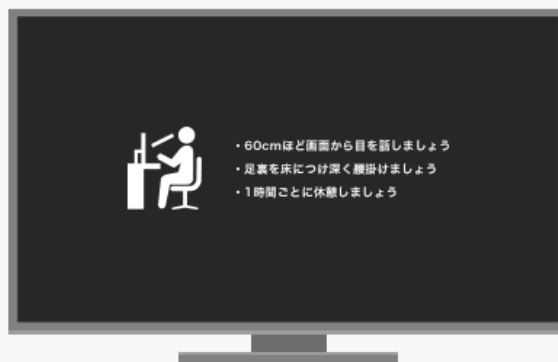 ・60cmほど画面から目を話しましょう
・足裏を床につけ深く腰掛けましょう
・1時間ごとに休憩しましょう